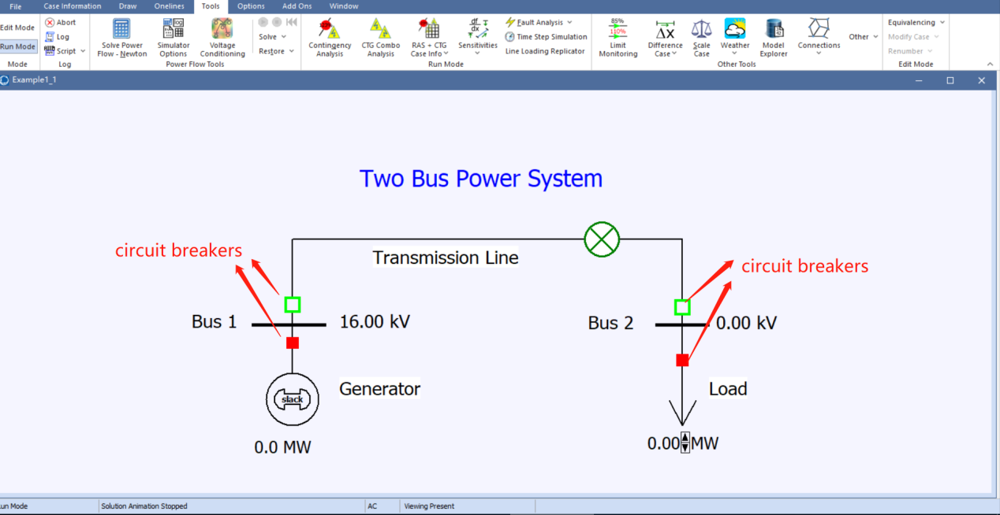 File Case Information Draw Onelines Tools Options Add Ons Window
Edit Mode
Run Mode
Mode
Abort
Log
Script
Log
Solve Power
Flow - Newton
Simulator
Options
Voltage
Conditioning
Solve
Restore
Power Flow Tools
Contingency
Analysis
CTG Combo
Analysis
RAS + CTG
Case Info
df
dx
Sensitivities
Fault Analysis
Time Step Simulation
Line Loading Replicator
Run Mode
85%
110%
Limit
Monitoring
Δx
Difference
Case
Scale
Case
Weather
Model
Explorer
Connections
Other
Other Tools
Equivalencing
Modify Case
Renumber
Edit Mode
Example1_1
Two Bus Power System
circuit breakers
Transmission Line
circuit breakers
Bus 1 16.00 kV
Bus 2 0.00 kV
Generator
slack
Load
0.0 MW
0.00 MW
un Mode Solution Animation Stopped AC Viewing Present